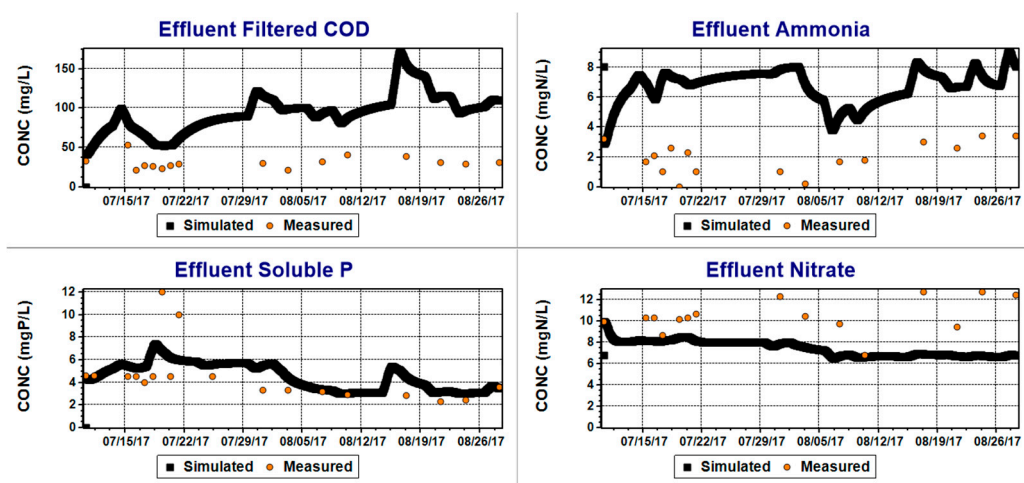 Effluent Filtered COD
CONC (mg/L)
150
100
50
0
07/15/17 07/22/17 07/29/17 08/05/17 08/12/17 08/19/17 08/26/17
Simulated Measured
Effluent Ammonia
CONC (mgN/L)
8
6
4
2
0
07/15/17 07/22/17 07/29/17 08/05/17 08/12/17 08/19/17 08/26/17
Simulated Measured
Effluent Soluble P
CONC (mgP/L)
12
10
8
6
4
2
0
07/15/17 07/22/17 07/29/17 08/05/17 08/12/17 08/19/17 08/26/17
Simulated Measured
Effluent Nitrate
CONC (mgN/L)
12
10
8
6
4
2
0
07/15/17 07/22/17 07/29/17 08/05/17 08/12/17 08/19/17 08/26/17
Simulated Measured